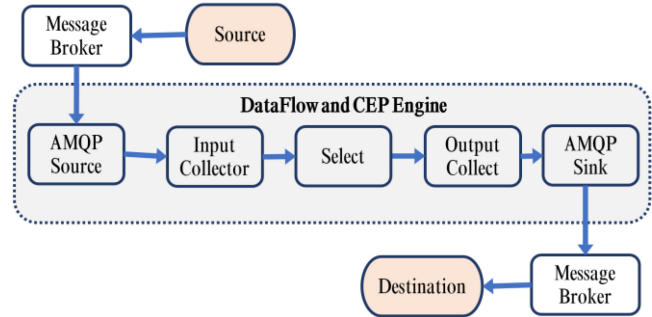 Message
Broker
Source
DataFlow and CEP Engine
AMQP
Source
Input
Collector
Select
Output
Collect
AMQP
Sink
Destination
Message
Broker